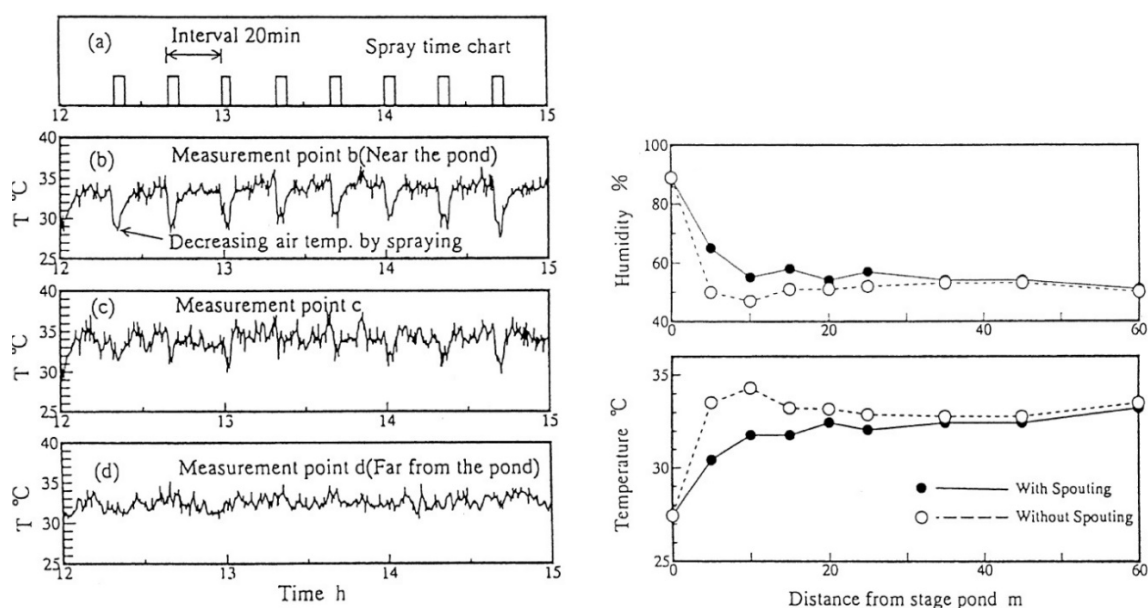 (a)
Interval 20min
Spray time chart
12 13 14 15
40
35
30
25
T °C
(b)
Measurement point b(Near the pond)
Decreasing air temp. by spraying
12 13 14 15
40
35
30
25
T °C
(c)
Measurement point c
12 13 14 15
40
35
30
25
T °C
(d)
Measurement point d(Far from the pond)
12 13 14 15
Time h
100
80
60
40
Humidity %
0 20 40 60
35
31
25
Temperature °C
With Spouting
Without Spouting
0 20 40 60
Distance from stage pond m